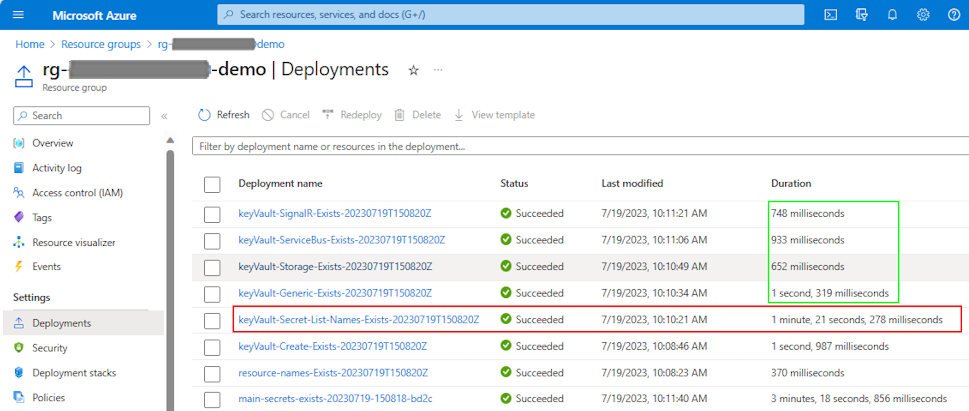 Microsoft Azure
Search resources, services, and docs (G+/)
Home > Resource groups > rg- -demo
rg- -demo | Deployments
Resource group
Search
Refresh Cancel Redeploy Delete View template
Overview
Activity log
Access control (IAM)
Tags
Resource visualizer
Events
Settings
Deployments
Security
Deployment stacks
Policies
Filter by deployment name or resources in the deployment...
Deployment name Status Last modified Duration
keyVault-SignalR-Exists-20230719T150820Z Succeeded 7/19/2023, 10:11:21 AM 748 milliseconds
keyVault-ServiceBus-Exists-20230719T150820Z Succeeded 7/19/2023, 10:11:06 AM 933 milliseconds
keyVault-Storage-Exists-20230719T150820Z Succeeded 7/19/2023, 10:10:49 AM 652 milliseconds
keyVault-Generic-Exists-20230719T150820Z Succeeded 7/19/2023, 10:10:34 AM 1 second, 319 milliseconds
keyVault-Secret-List-Names-Exists-20230719T150820Z Succeeded 7/19/2023, 10:10:21 AM 1 minute, 21 seconds, 278 milliseconds
keyVault-Create-Exists-20230719T150820Z Succeeded 7/19/2023, 10:08:46 AM 1 second, 987 milliseconds
resource-names-Exists-20230719T150820Z Succeeded 7/19/2023, 10:08:23 AM 370 milliseconds
main-secrets-exists-20230719-150818-bd2c Succeeded 7/19/2023, 10:11:40 AM 3 minutes, 18 seconds, 856 milliseconds